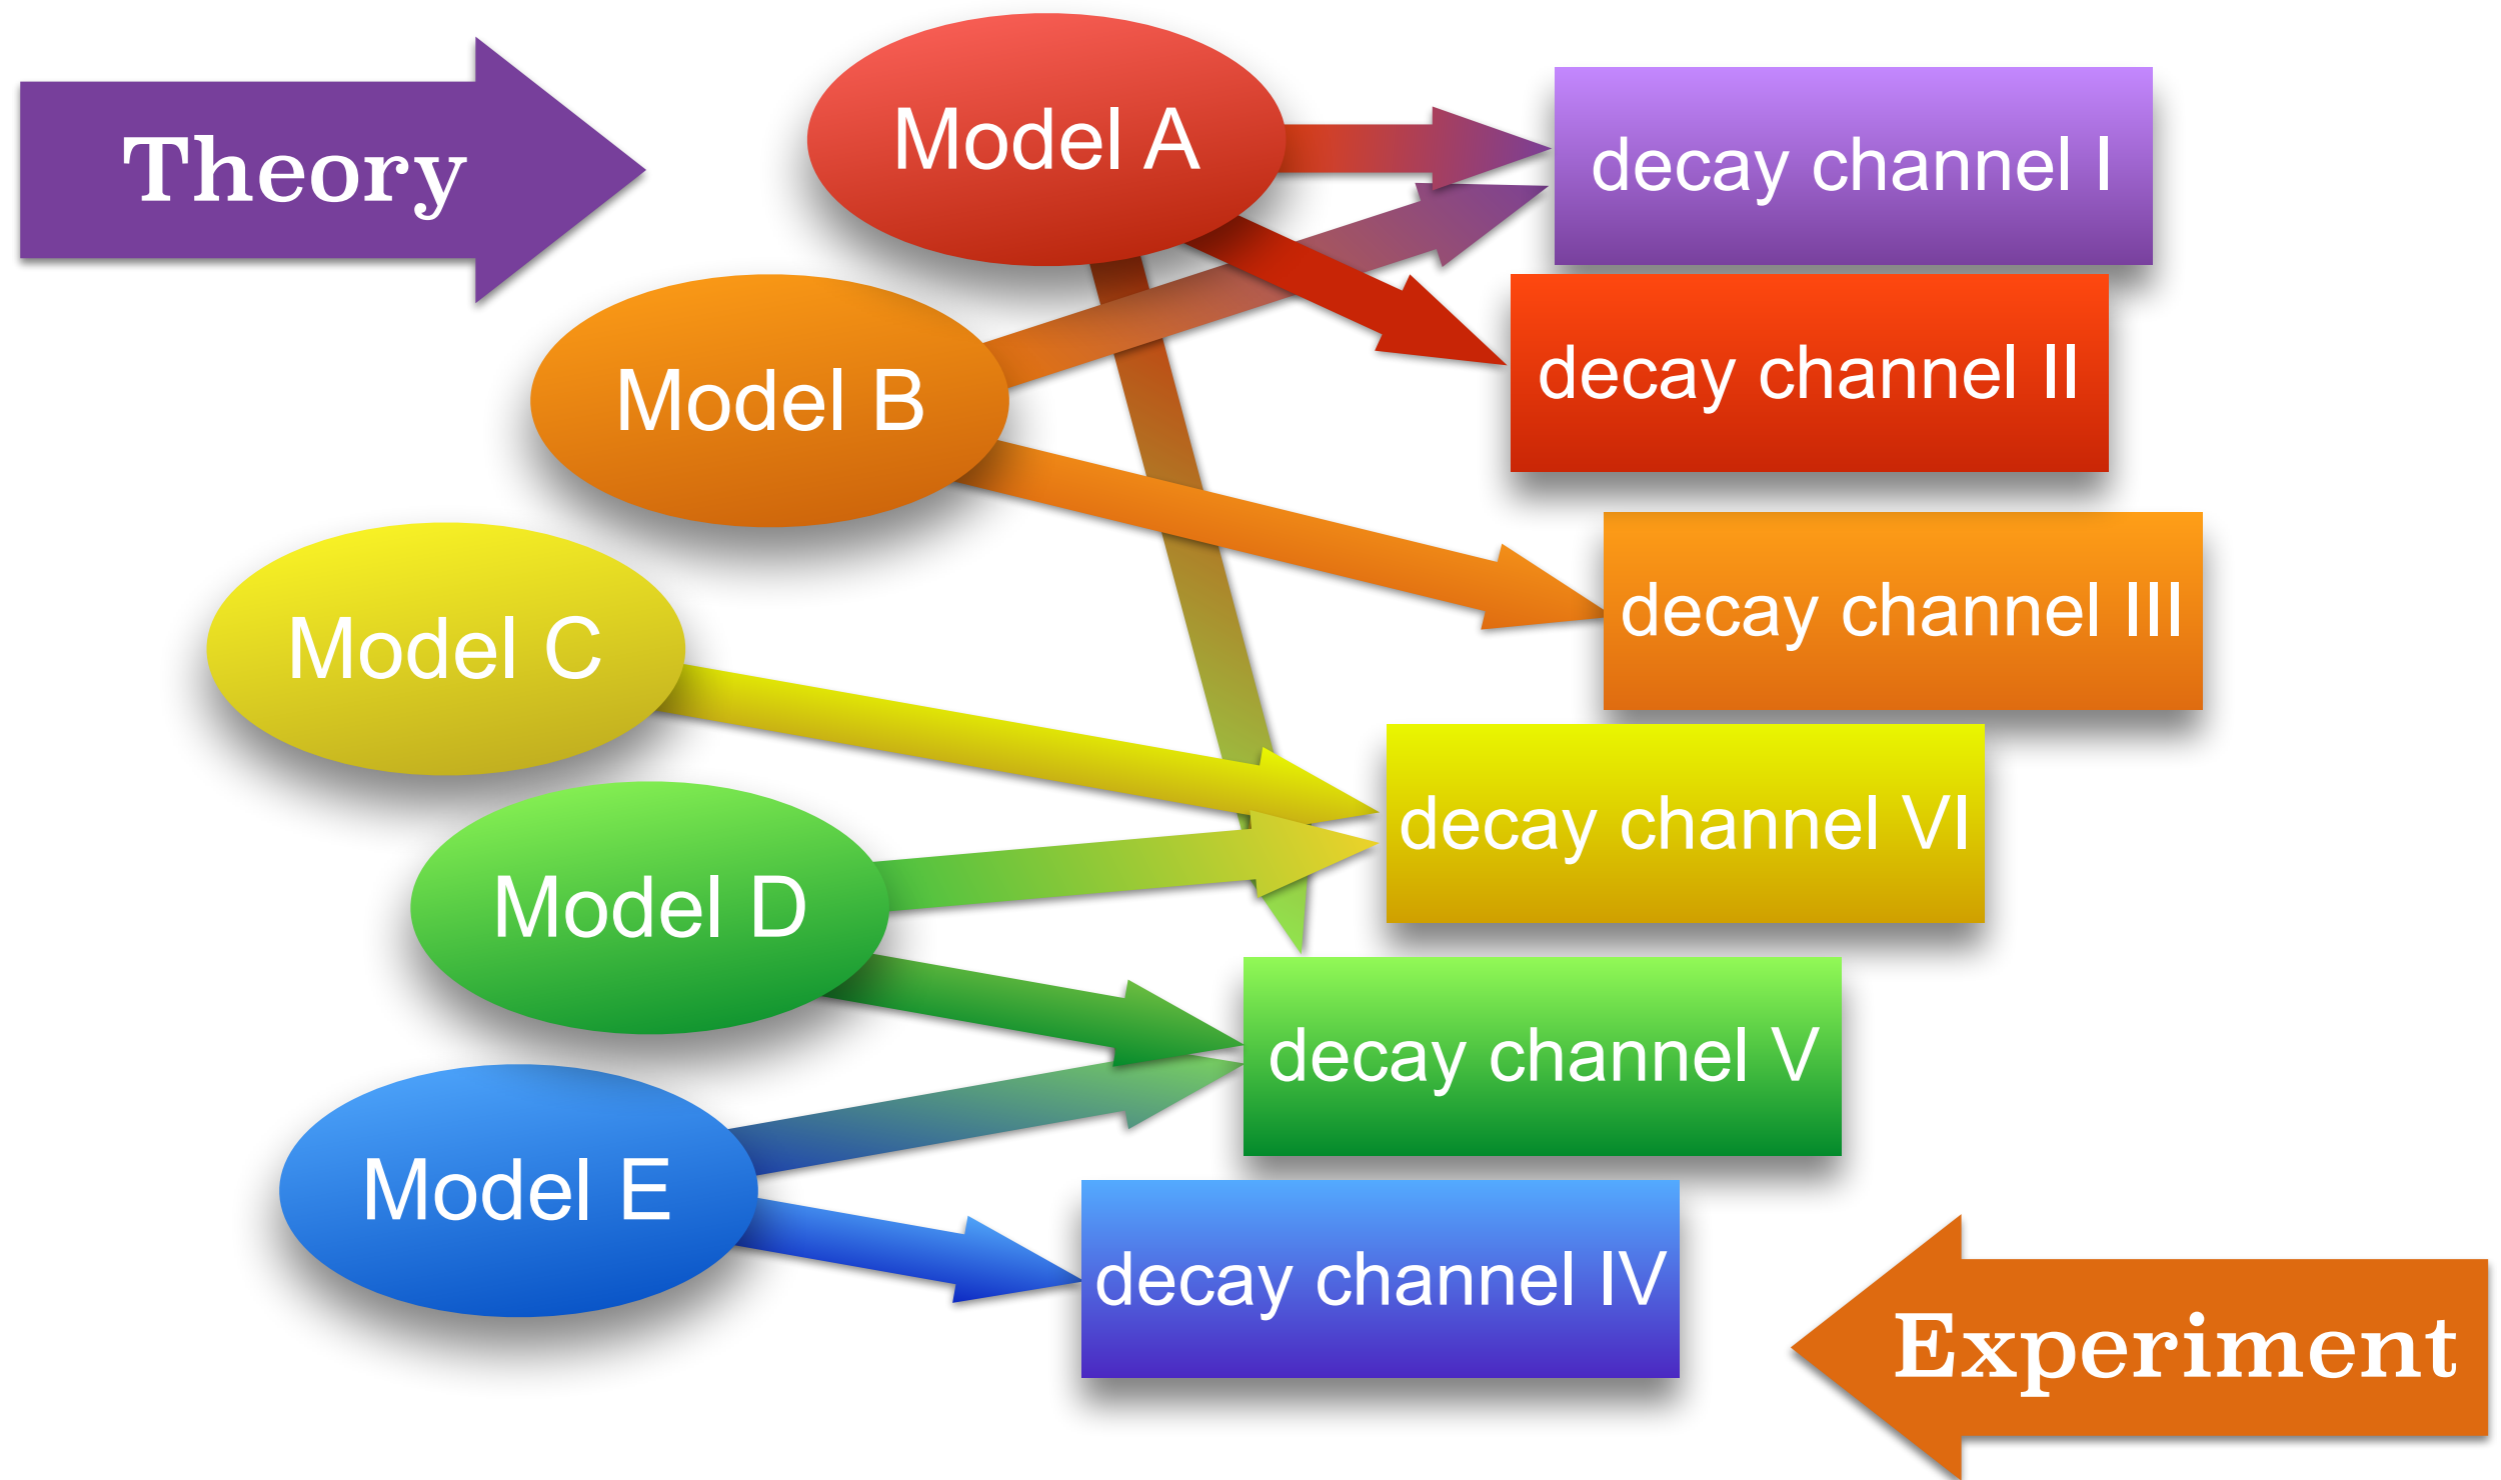 Theory
Model A
decay channel I
decay channel II
Model B
decay channel III
Model C
decay channel VI
Model D
decay channel V
Model E
decay channel IV
Experiment